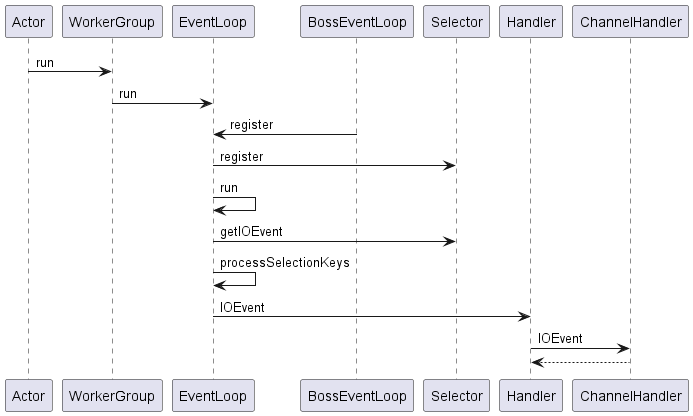 Actor WorkerGroup EventLoop BossEventLoop Selector Handler ChannelHandler
run
run
register
register
run
getIOEvent
processSelectionKeys
IOEvent
IOEvent
Actor WorkerGroup EventLoop BossEventLoop Selector Handler ChannelHandler